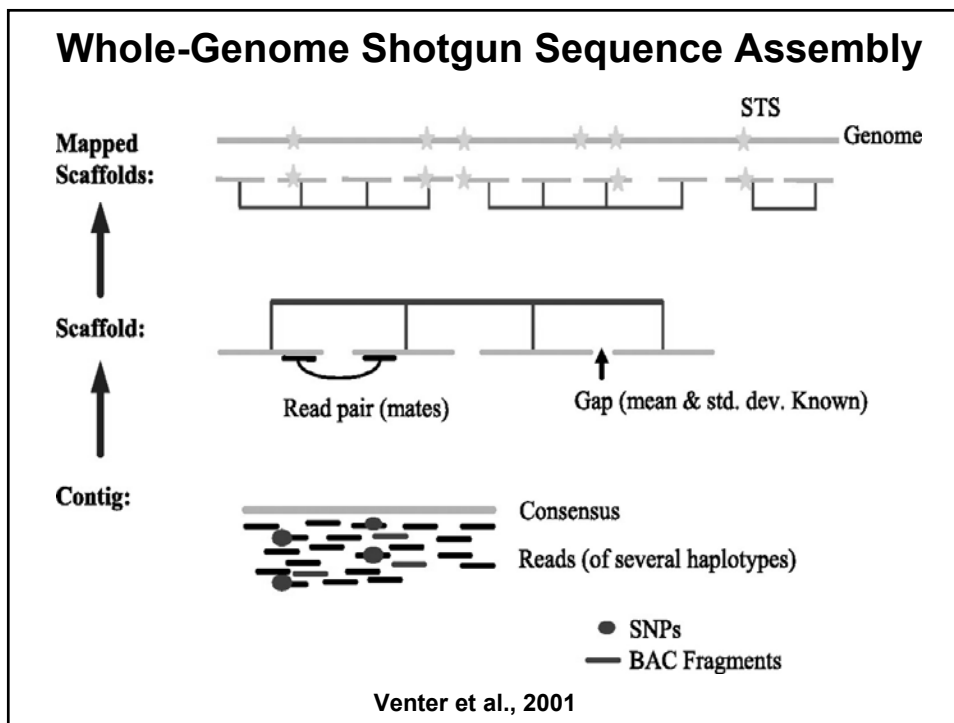 Whole-Genome Shotgun Sequence Assembly
STS
Genome
Mapped
Scaffolds:
Scaffold:
Read pair (mates)
Gap (mean & std. dev. Known)
Contig:
Consensus
Reads (of several haplotypes)
SNPs
BAC Fragments
Venter et al., 2001